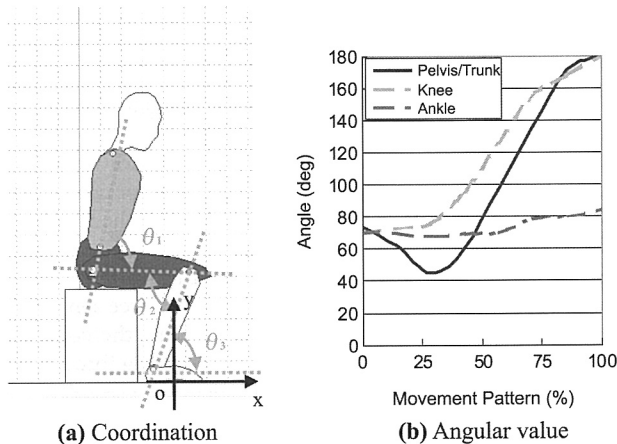 θ1
θ2
y
θ3
o
x
(a) Coordination
180
160
140
120
100
80
60
40
20
0
Angle (deg)
Pelvis/Trunk
Knee
Ankle
0
25
50
75
100
Movement Pattern (%)
(b) Angular value